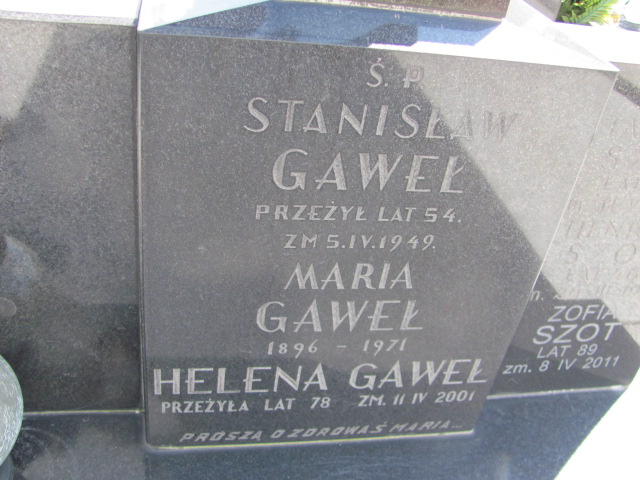 Ś. P.
STANISŁAW
GAWEŁ
PRZEŻYŁ LAT 54.
ZM 5.IV.1949.
MARIA
GAWEŁ
1896 - 1971
HELENA GAWEŁ
PRZEŻYŁA LAT 78 ZM. 11 IV 2001
PROSZĄ O ZDROWAŚ MARIA...
ZOFIA
SZOT
LAT 89
zm. 8 IV 2011